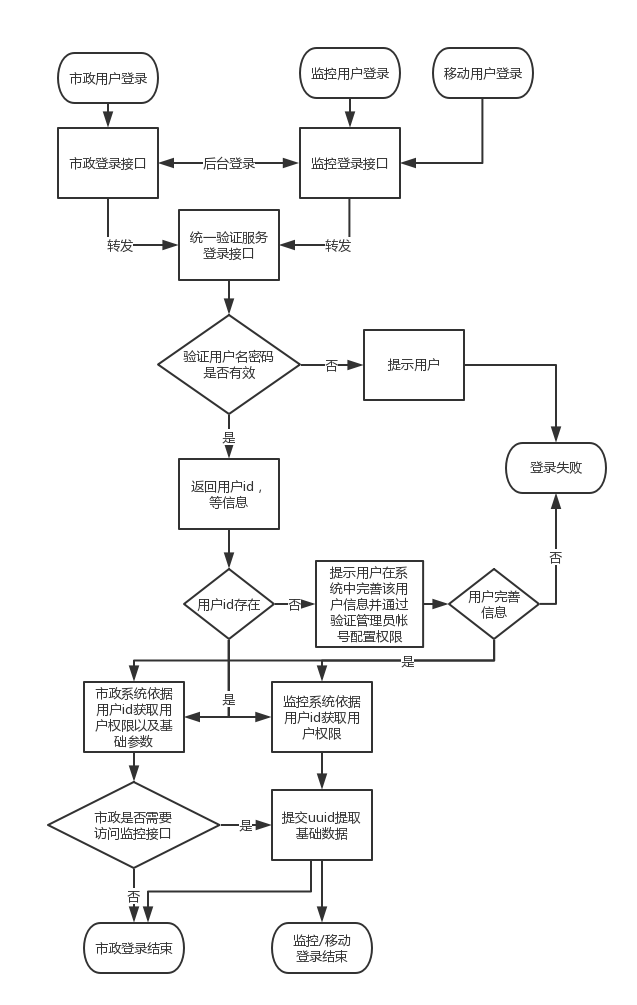 市政用户登录
监控用户登录
移动用户登录
市政登录接口
后台登录
监控登录接口
转发
统一验证服务
登录接口
转发
验证用户名密码
是否有效
否
提示用户
是
登录失败
返回用户id，
等信息
否
用户id存在
否
提示用户在系
统中完善该用
户信息并通过
验证管理员帐
号配置权限
用户完善
信息
是
是
市政系统依据
用户id获取用
户权限以及基
础参数
监控系统依据
用户id获取用
户权限
市政是否需要
访问监控接口
是
提交uuid提取
基础数据
否
市政登录结束
监控/移动
登录结束